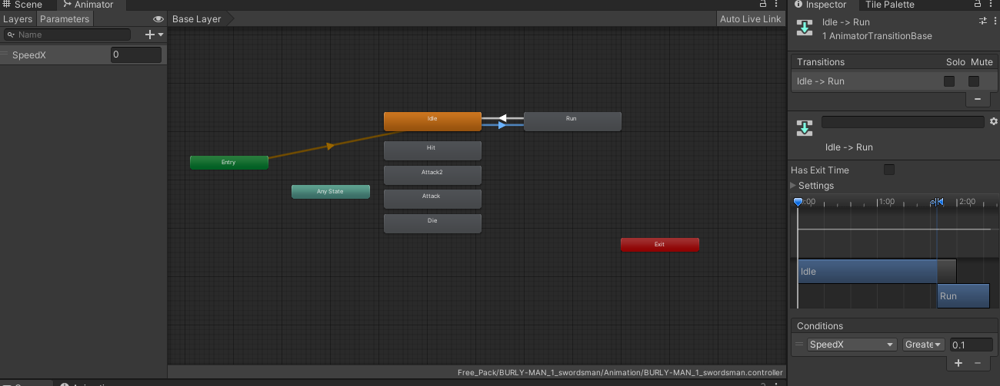 Scene
Animator
Layers
Parameters
Base Layer
Auto Live Link
Name
SpeedX
0
Idle
Run
Hit
Attack2
Attack
Die
Entry
Any State
Exit
Free_Pack/BURLY-MAN_1_swordsman/Animation/BURLY-MAN_1_swordsman.controller
Inspector
Tile Palette
Idle -> Run
1 AnimatorTransitionBase
Transitions
Solo
Mute
Idle -> Run
Idle -> Run
Has Exit Time
Settings
:00
1:00
2:00
Idle
Run
Conditions
SpeedX
Greate
0.1